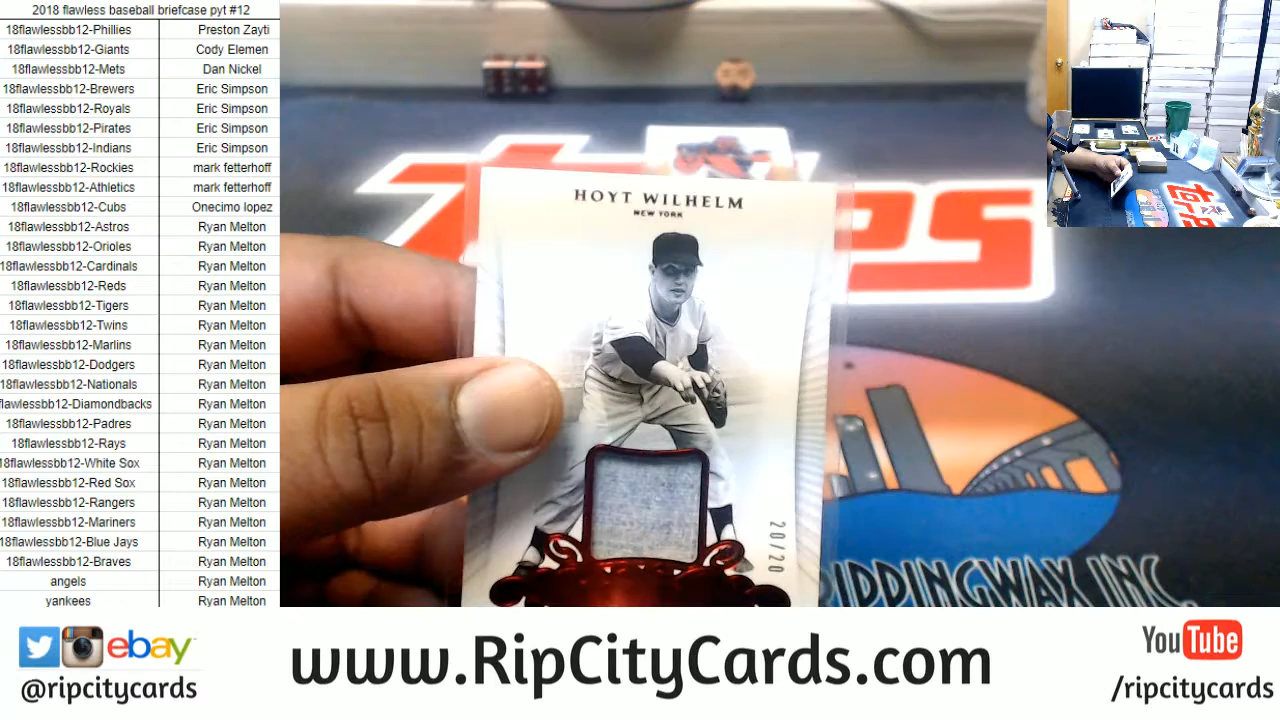 2018 flawless baseball briefcase pyt #12
18flawlessbb12-Phillies Preston Zayti
18flawlessbb12-Giants Cody Elemen
18flawlessbb12-Mets Dan Nickel
18flawlessbb12-Brewers Eric Simpson
18flawlessbb12-Royals Eric Simpson
18flawlessbb12-Pirates Eric Simpson
18flawlessbb12-Indians Eric Simpson
18flawlessbb12-Rockies mark fetterhoff
18flawlessbb12-Athletics mark fetterhoff
18flawlessbb12-Cubs Onecimo lopez
18flawlessbb12-Astros Ryan Melton
18flawlessbb12-Orioles Ryan Melton
18flawlessbb12-Cardinals Ryan Melton
18flawlessbb12-Reds Ryan Melton
18flawlessbb12-Tigers Ryan Melton
18flawlessbb12-Twins Ryan Melton
18flawlessbb12-Marlins Ryan Melton
18flawlessbb12-Dodgers Ryan Melton
18flawlessbb12-Nationals Ryan Melton
flawlessbb12-Diamondbacks Ryan Melton
18flawlessbb12-Padres Ryan Melton
18flawlessbb12-Rays Ryan Melton
18flawlessbb12-White Sox Ryan Melton
18flawlessbb12-Red Sox Ryan Melton
18flawlessbb12-Rangers Ryan Melton
18flawlessbb12-Mariners Ryan Melton
18flawlessbb12-Blue Jays Ryan Melton
18flawlessbb12-Braves Ryan Melton
angels Ryan Melton
yankees Ryan Melton
HOYT WILHELM
NEW YORK
20/20
RIPPINGWAX INC.
ebay
@ripcitycards
www.RipCityCards.com
YouTube
/ripcitycards